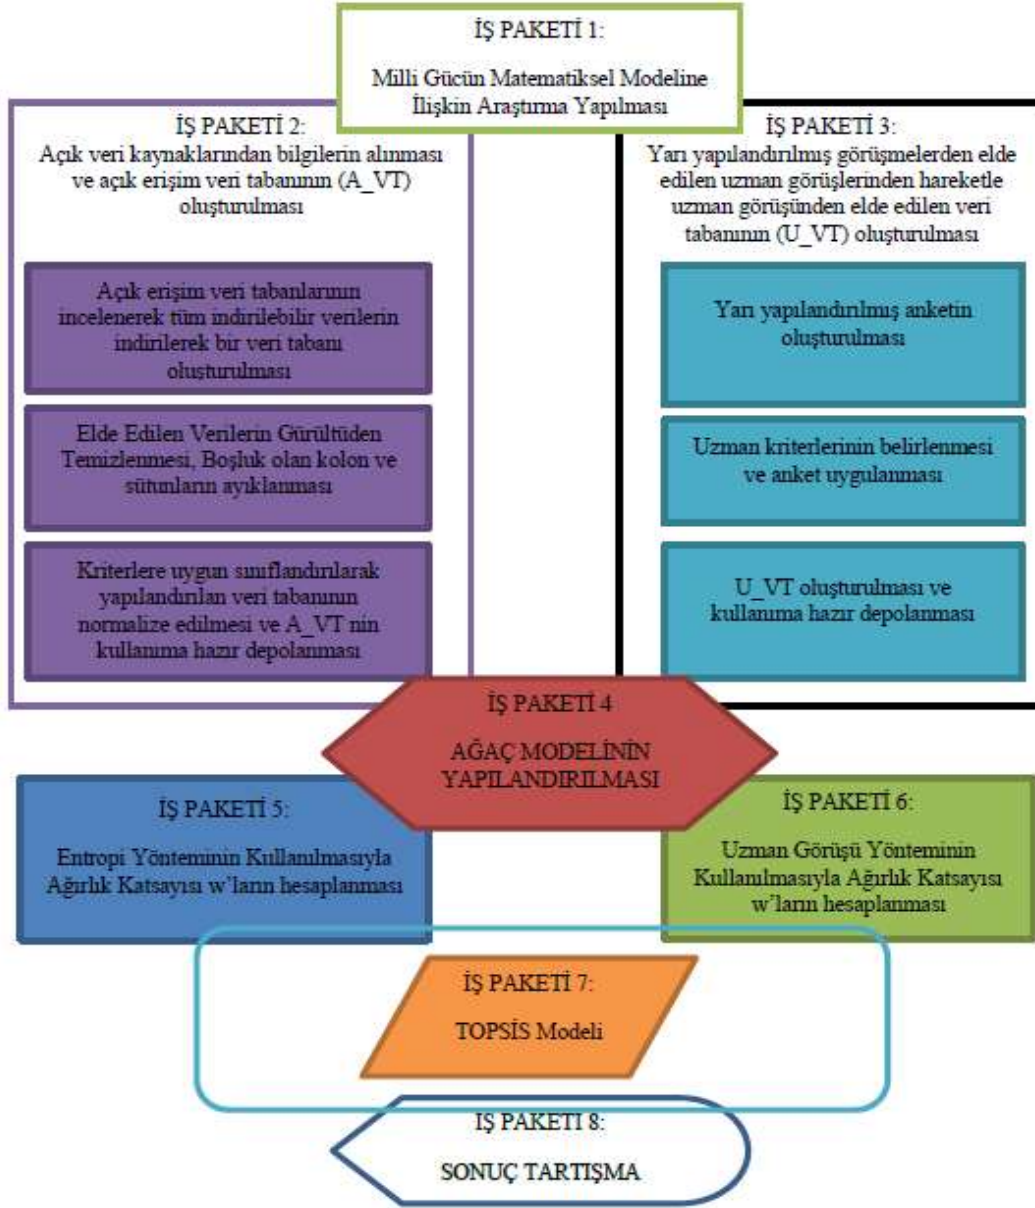 İŞ PAKETİ 1:
Milli Gücün Matematiksel Modeline
İlişkin Araştırma Yapılması
İŞ PAKETİ 2:
Açık veri kaynaklarından bilgilerin alınması
ve açık erişim veri tabanının (A_VT)
oluşturulması
Açık erişim veri tabanlarının
incelenerek tüm indirilebilir verilerin
indirilerek bir veri tabanı
oluşturulması
Elde Edilen Verilerin Gürültüden
Temizlenmesi, Boşluk olan kolon ve
sütunların ayıklanması
Kriterlere uygun sınıflandırılarak
yapılandırılan veri tabanının
normalize edilmesi ve A_VT nin
kullanıma hazır depolanması
İŞ PAKETİ 3:
Yarı yapılandırılmış görüşmelerden elde
edilen uzman görüşlerinden hareketle
uzman görüşünden elde edilen veri
tabanının (U_VT) oluşturulması
Yarı yapılandırılmış anketin
oluşturulması
Uzman kriterlerinin belirlenmesi
ve anket uygulanması
U_VT oluşturulması ve
kullanıma hazır depolanması
İŞ PAKETİ 4
AĞAÇ MODELİNİN
YAPILANDIRILMASI
İŞ PAKETİ 5:
Entropi Yönteminin Kullanılmasıyla
Ağırlık Katsayısı w’ların hesaplanması
İŞ PAKETİ 6:
Uzman Görüşü Yönteminin
Kullanılmasıyla Ağırlık Katsayısı
w’ların hesaplanması
İŞ PAKETİ 7:
TOPSİS Modeli
İŞ PAKETİ 8:
SONUÇ TARTIŞMA